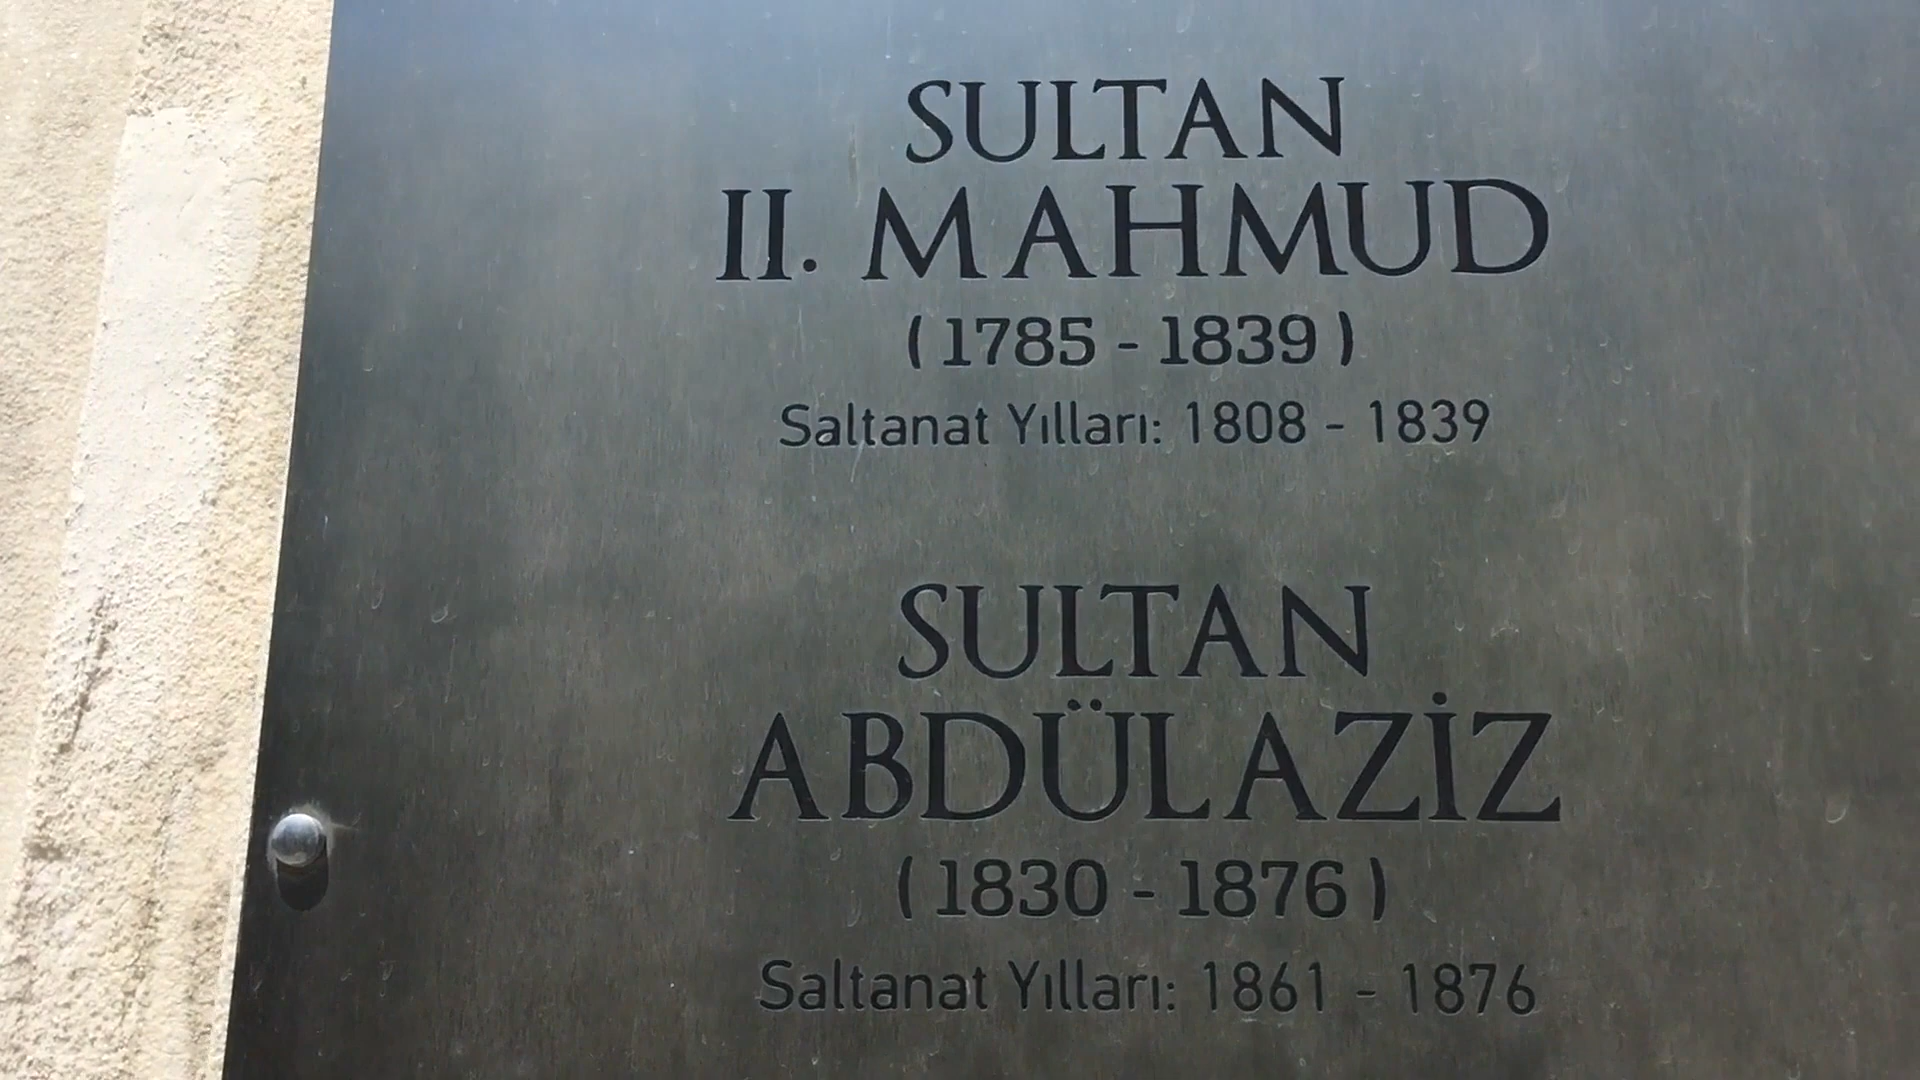 SULTAN
II. MAHMUD
( 1785 - 1839 )
Saltanat Yılları: 1808 - 1839
SULTAN
ABDÜLAZİZ
( 1830 - 1876 )
Saltanat Yılları: 1861 - 1876